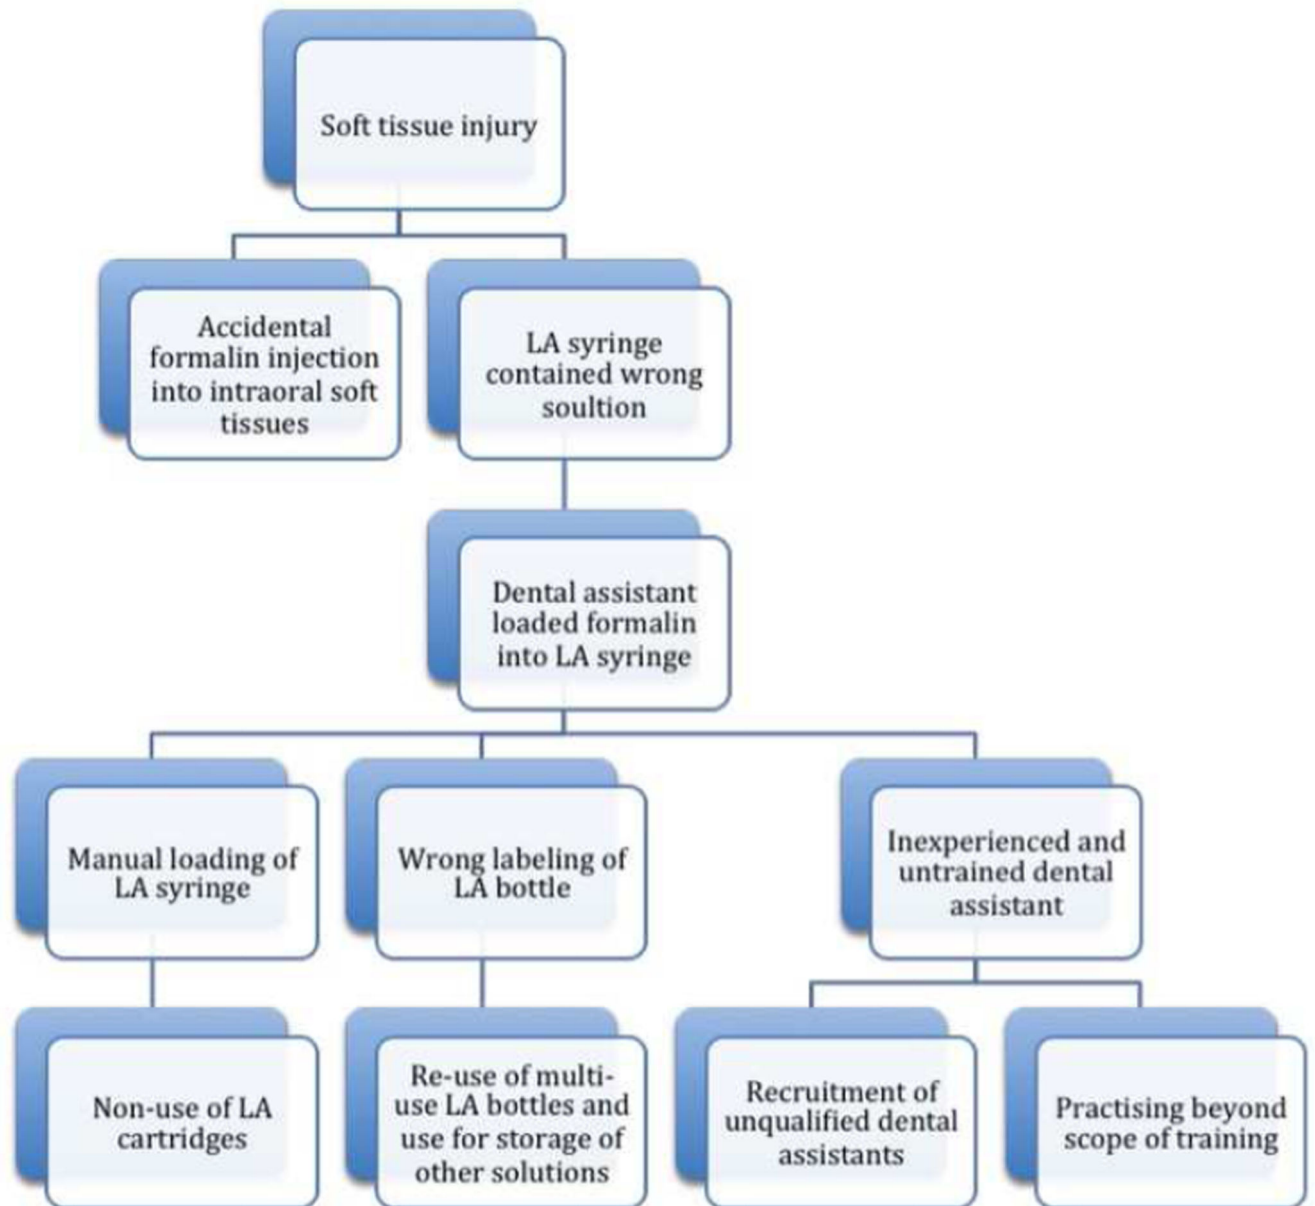 Soft tissue injury
Accidental
formalin injection
into intraoral soft
tissues
LA syringe
contained wrong
soultion
Dental assistant
loaded formalin
into LA syringe
Manual loading of
LA syringe
Wrong labeling of
LA bottle
Inexperienced and
untrained dental
assistant
Non-use of LA
cartridges
Re-use of multi-
use LA bottles and
use for storage of
other solutions
Recruitment of
unqualified dental
assistants
Practising beyond
scope of training